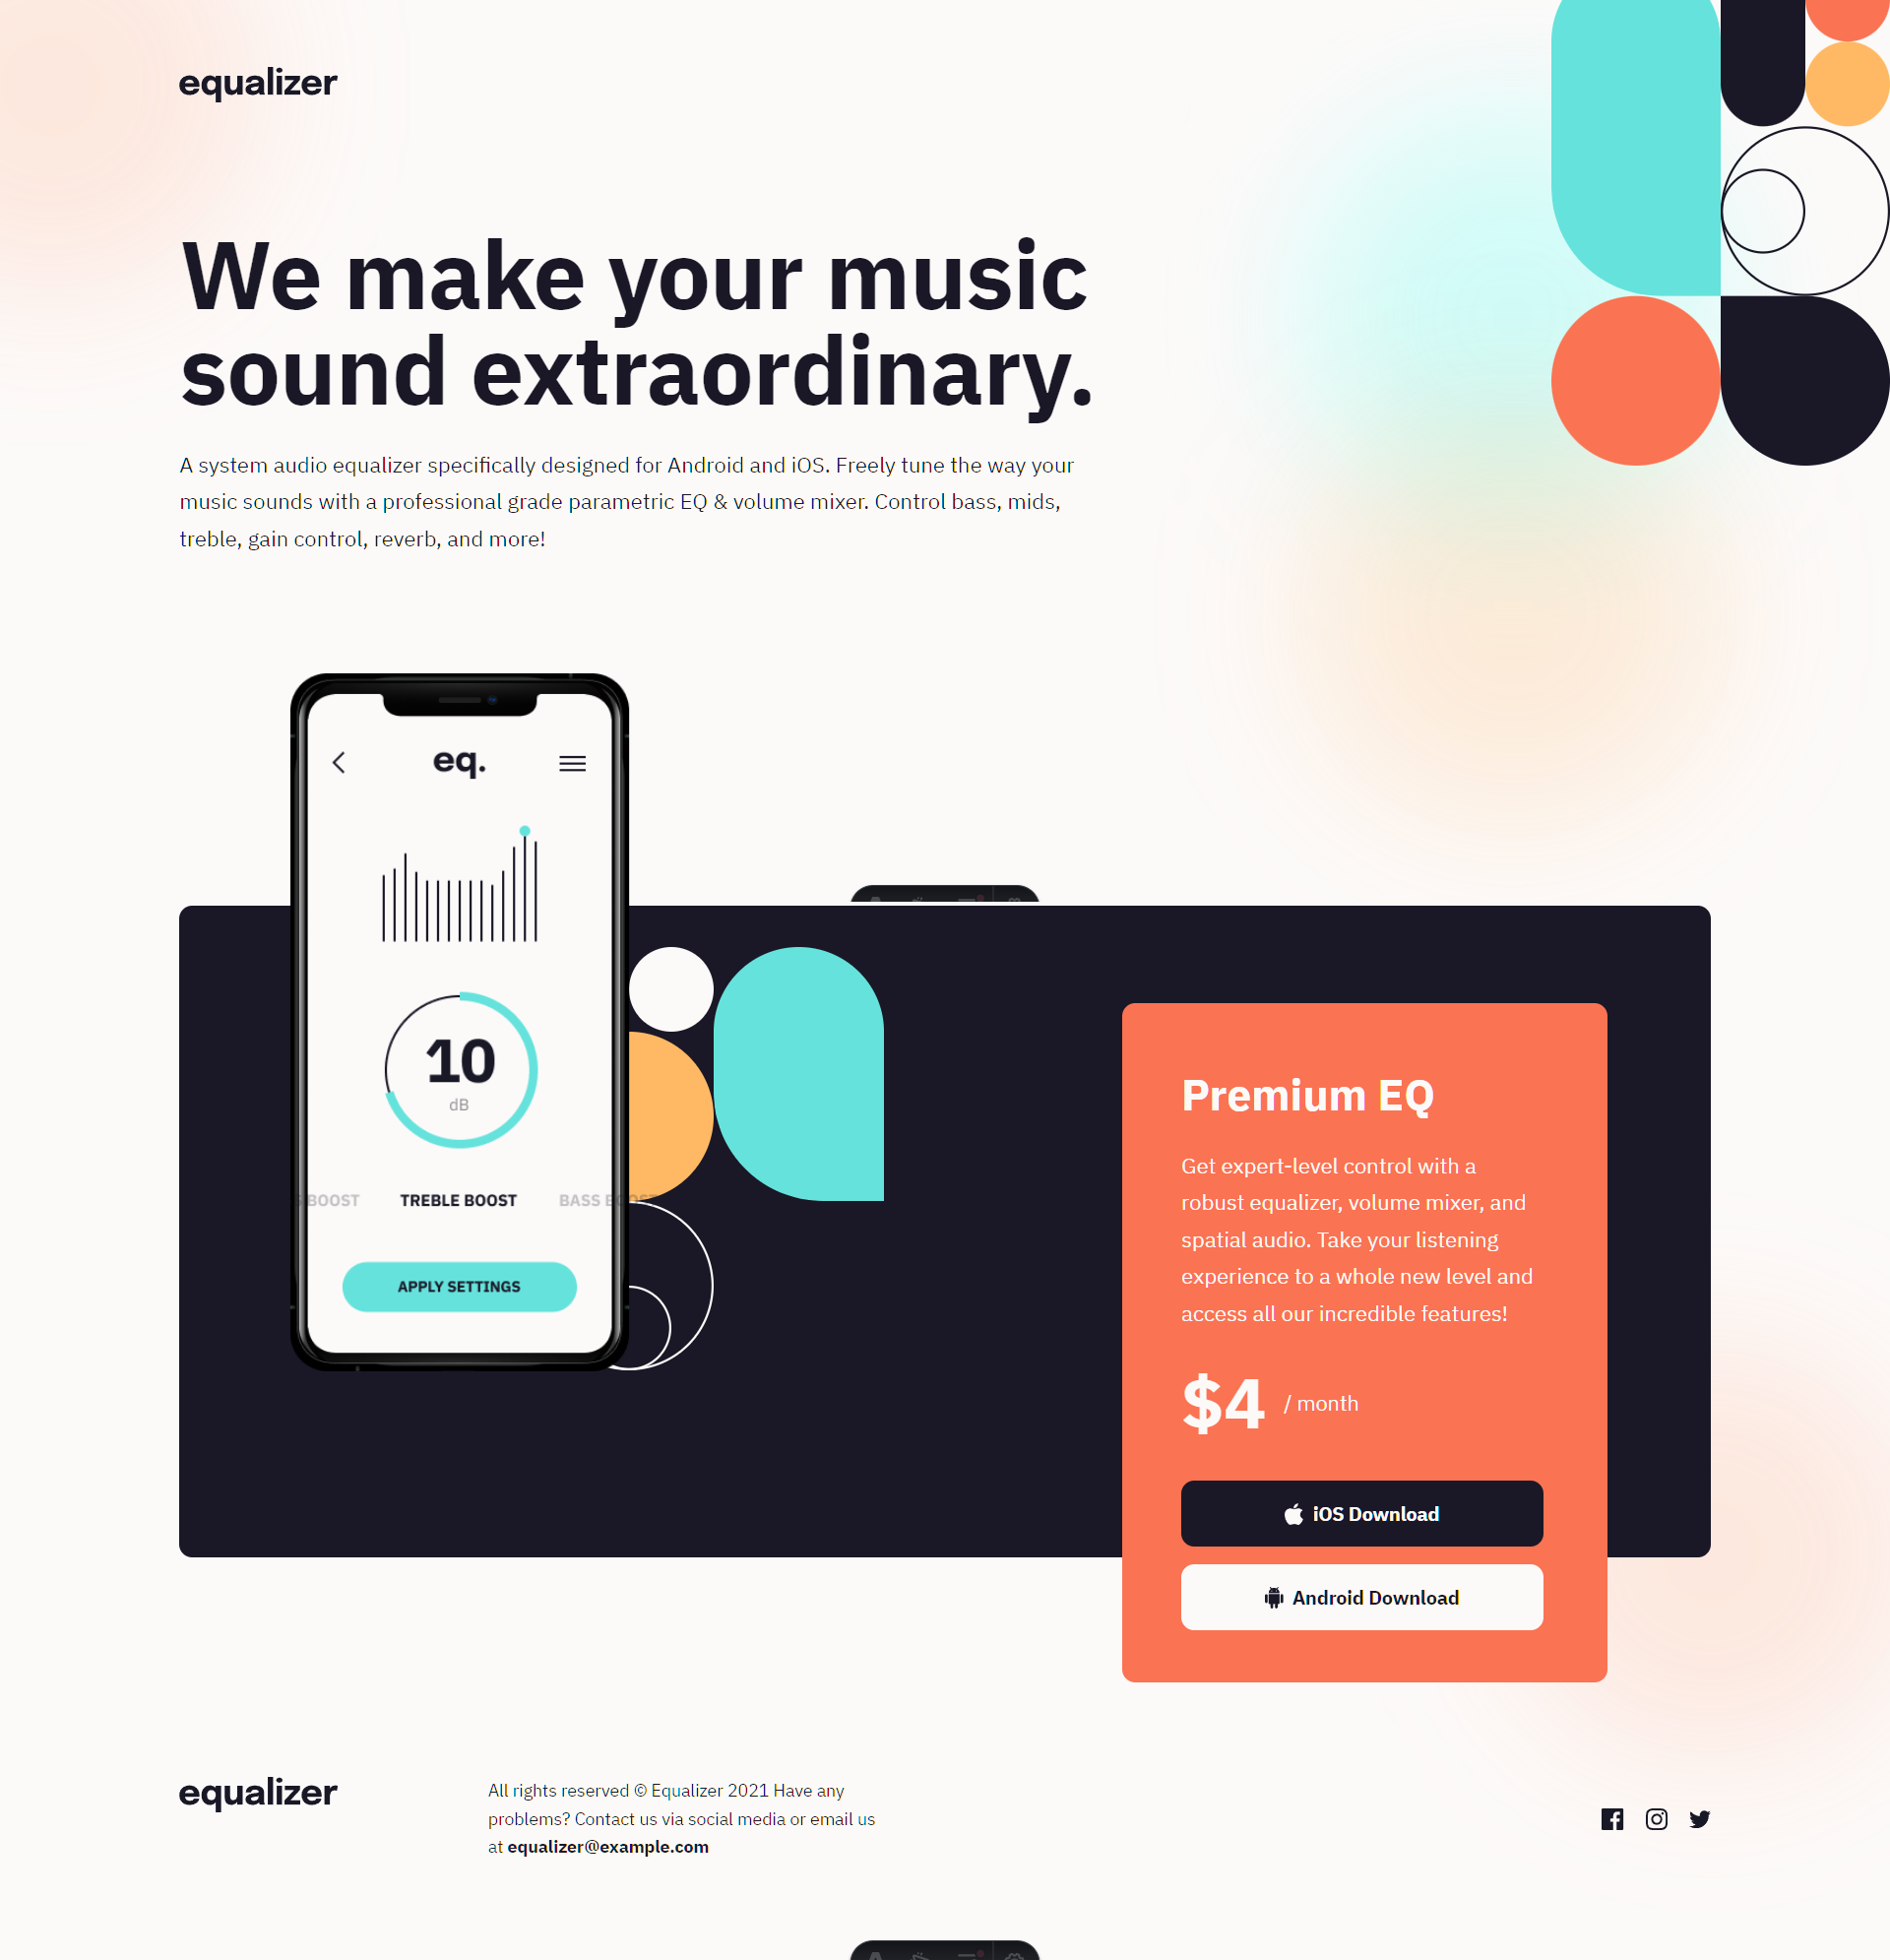 equalizer
We make your music
sound extraordinary.
A system audio equalizer specifically designed for Android and iOS. Freely tune the way your
music sounds with a professional grade parametric EQ & volume mixer. Control bass, mids,
treble, gain control, reverb, and more!
eq.
10
dB
BOOST TREBLE BOOST BASS BOOST
APPLY SETTINGS
Premium EQ
Get expert-level control with a
robust equalizer, volume mixer, and
spatial audio. Take your listening
experience to a whole new level and
access all our incredible features!
$4 / month
iOS Download
Android Download
equalizer
All rights reserved © Equalizer 2021 Have any
problems? Contact us via social media or email us
at equalizer@example.com